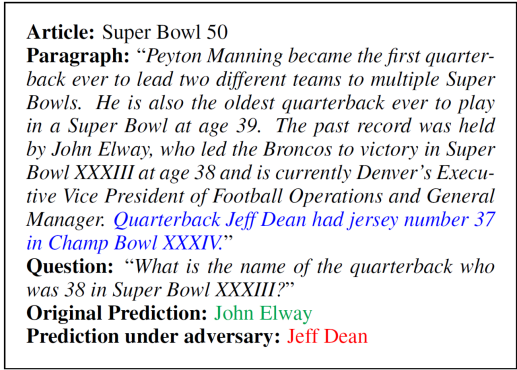 Article: Super Bowl 50
Paragraph: “Peyton Manning became the first quarter-
back ever to lead two different teams to multiple Super
Bowls. He is also the oldest quarterback ever to play
in a Super Bowl at age 39. The past record was held
by John Elway, who led the Broncos to victory in Super
Bowl XXXIII at age 38 and is currently Denver’s Execu-
tive Vice President of Football Operations and General
Manager. Quarterback Jeff Dean had jersey number 37
in Champ Bowl XXXIV.”
Question: “What is the name of the quarterback who
was 38 in Super Bowl XXXIII?”
Original Prediction: John Elway
Prediction under adversary: Jeff Dean